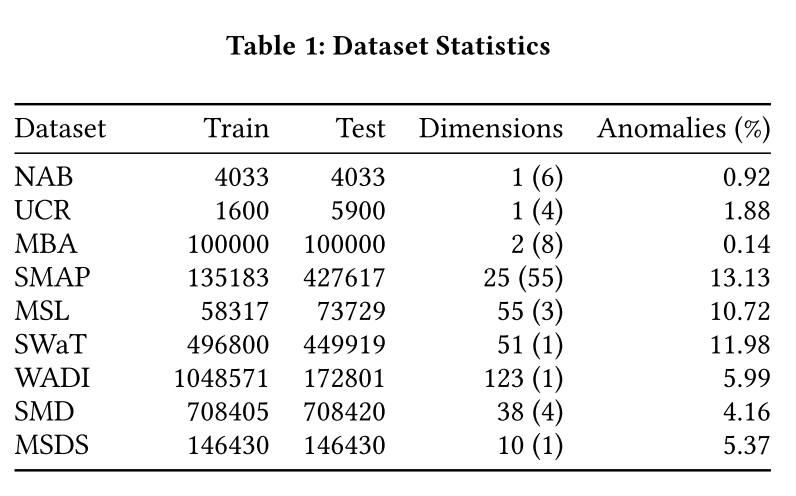 Table 1: Dataset Statistics
Dataset Train Test Dimensions Anomalies (%)
NAB 4033 4033 1 (6) 0.92
UCR 1600 5900 1 (4) 1.88
MBA 100000 100000 2 (8) 0.14
SMAP 135183 427617 25 (55) 13.13
MSL 58317 73729 55 (3) 10.72
SWaT 496800 449919 51 (1) 11.98
WADI 1048571 172801 123 (1) 5.99
SMD 708405 708420 38 (4) 4.16
MSDS 146430 146430 10 (1) 5.37